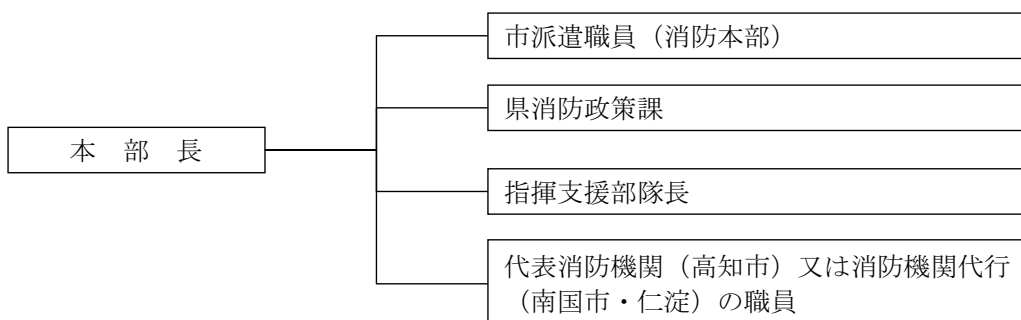 市派遣職員（消防本部）
県消防政策課
本　部　長
指揮支援部隊長
代表消防機関（高知市）又は消防機関代行
（南国市・仁淀）の職員